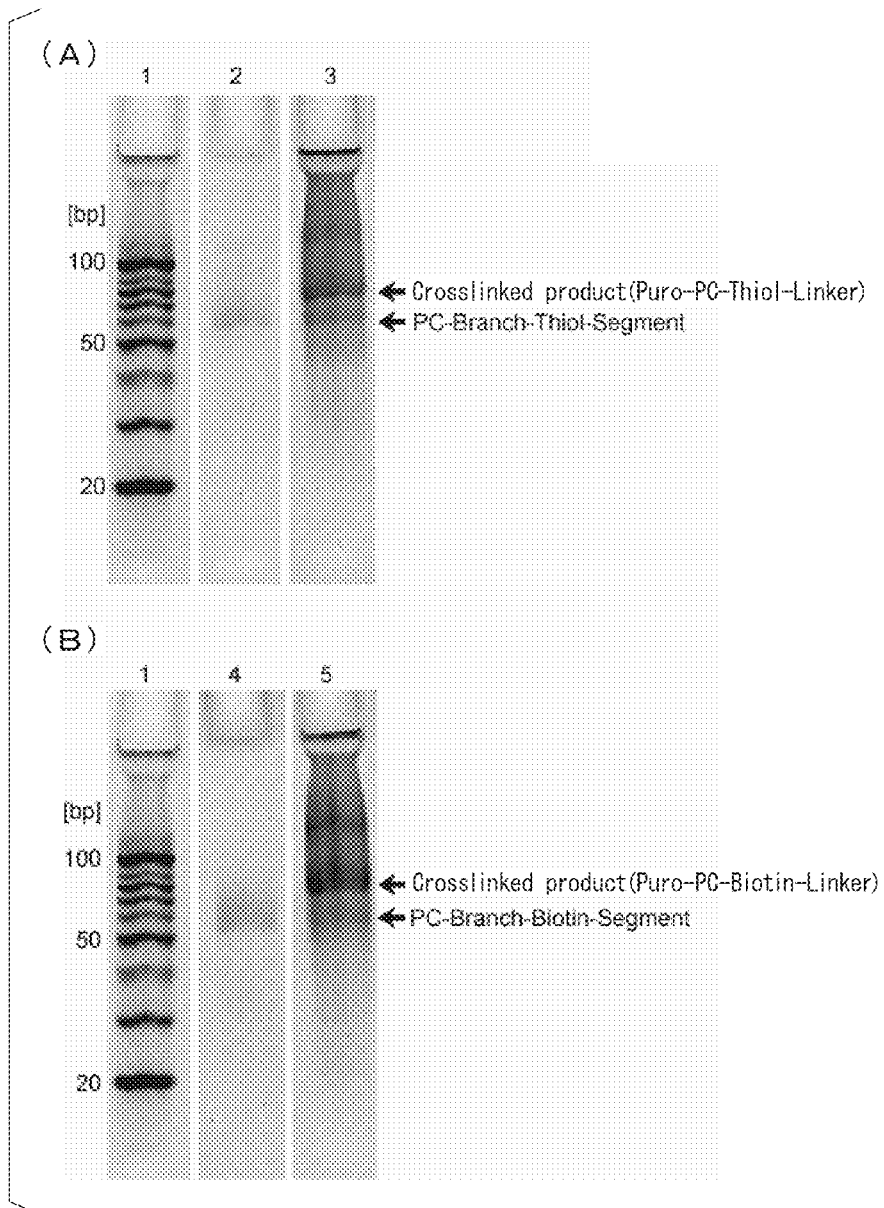 (A)
1 2 3
[bp]
100
← Crosslinked product(Puro-PC-Thiol-Linker)
← PC-Branch-Thiol-Segment
50
20
(B)
1 4 5
[bp]
100
← Crosslinked product(Puro-PC-Biotin-Linker)
← PC-Branch-Biotin-Segment
50
20